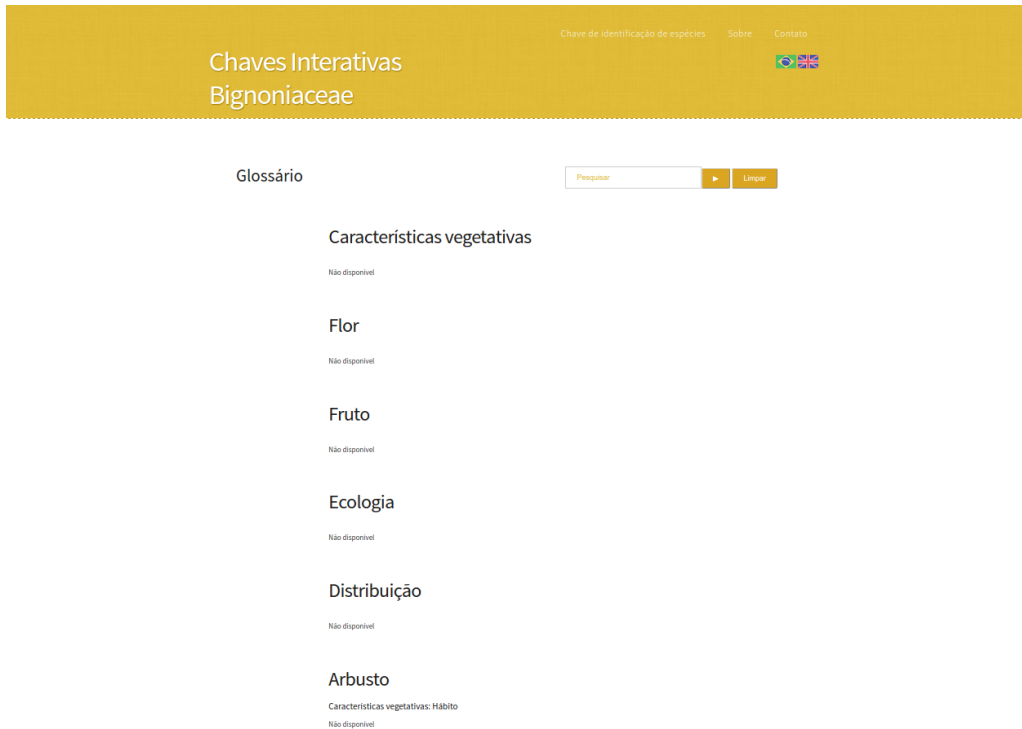 Chave de identificação de espécies Sobre Contato
Chaves Interativas
Bignoniaceae
Glossário
Pesquisar
Limpar
Características vegetativas
Não disponível
Flor
Não disponível
Fruto
Não disponível
Ecologia
Não disponível
Distribuição
Não disponível
Arbusto
Características vegetativas: Hábito
Não disponível